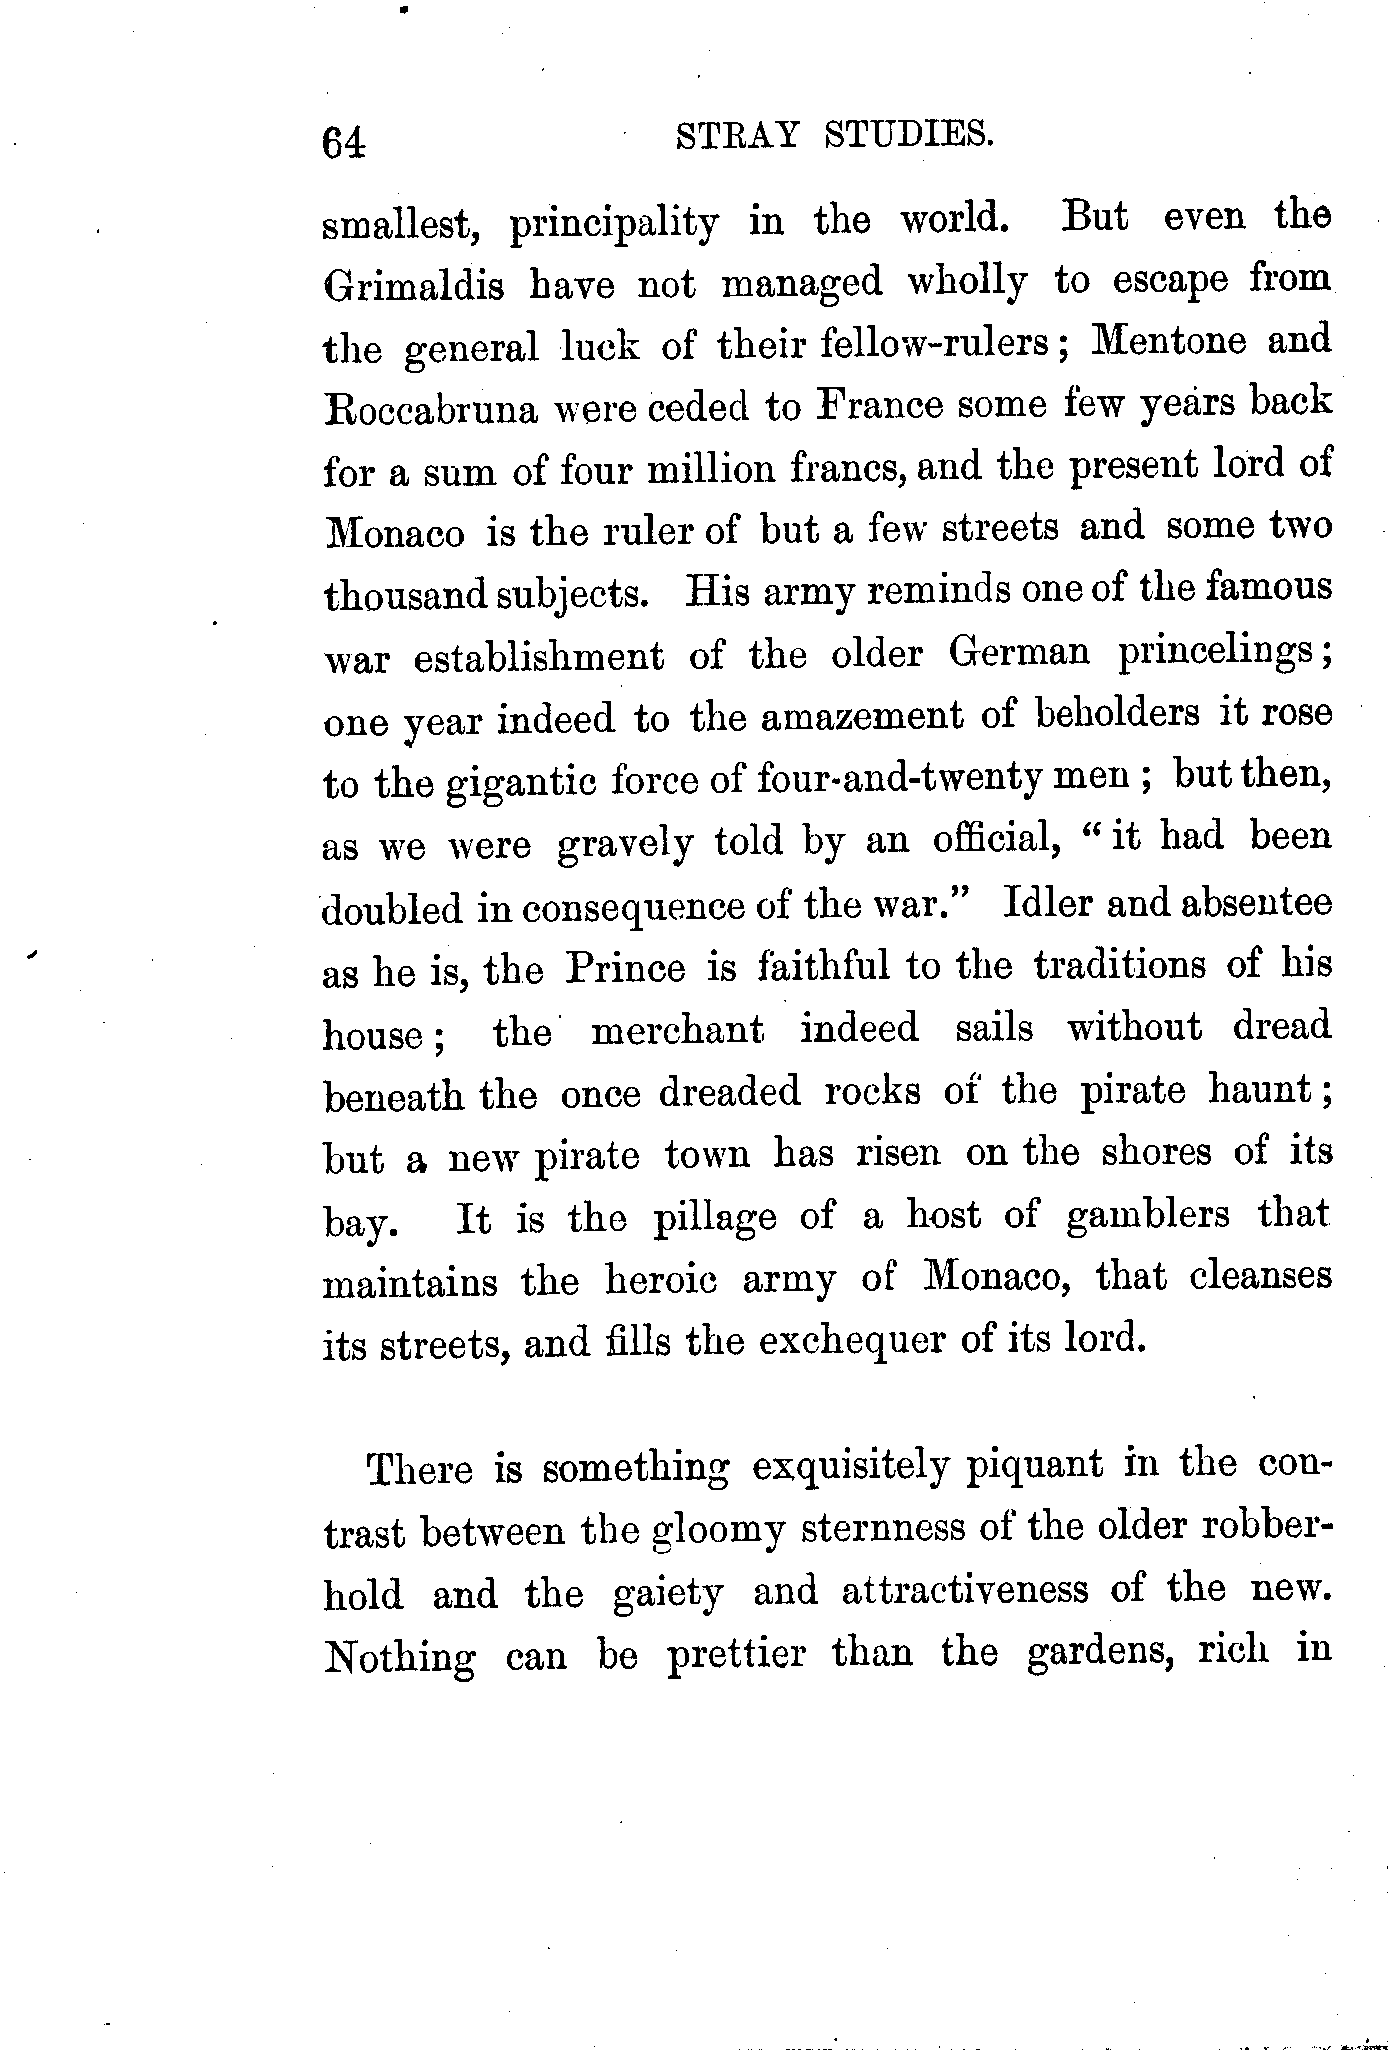 64 STRAY STUDIES.
smallest, principality in the world. But even the
Grimaldis have not managed wholly to escape from
the general luck of their fellow-rulers; Mentone and
Roccabruna were ceded to France some few years back
for a sum of four million francs, and the present lord of
Monaco is the ruler of but a few streets and some two
thousand subjects. His army reminds one of the famous
war establishment of the older German princelings;
one year indeed to the amazement of beholders it rose
to the gigantic force of four-and-twenty men; but then,
as we were gravely told by an official, "it had been
doubled in consequence of the war." Idler and absentee
as he is, the Prince is faithful to the traditions of his
house; the merchant indeed sails without dread
beneath the once dreaded rocks of the pirate haunt;
but a new pirate town has risen on the shores of its
bay. It is the pillage of a host of gamblers that
maintains the heroic army of Monaco, that cleanses
its streets, and fills the exchequer of its lord.
There is something exquisitely piquant in the con-
trast between the gloomy sternness of the older robber-
hold and the gaiety and attractiveness of the new.
Nothing can be prettier than the gardens, rich in